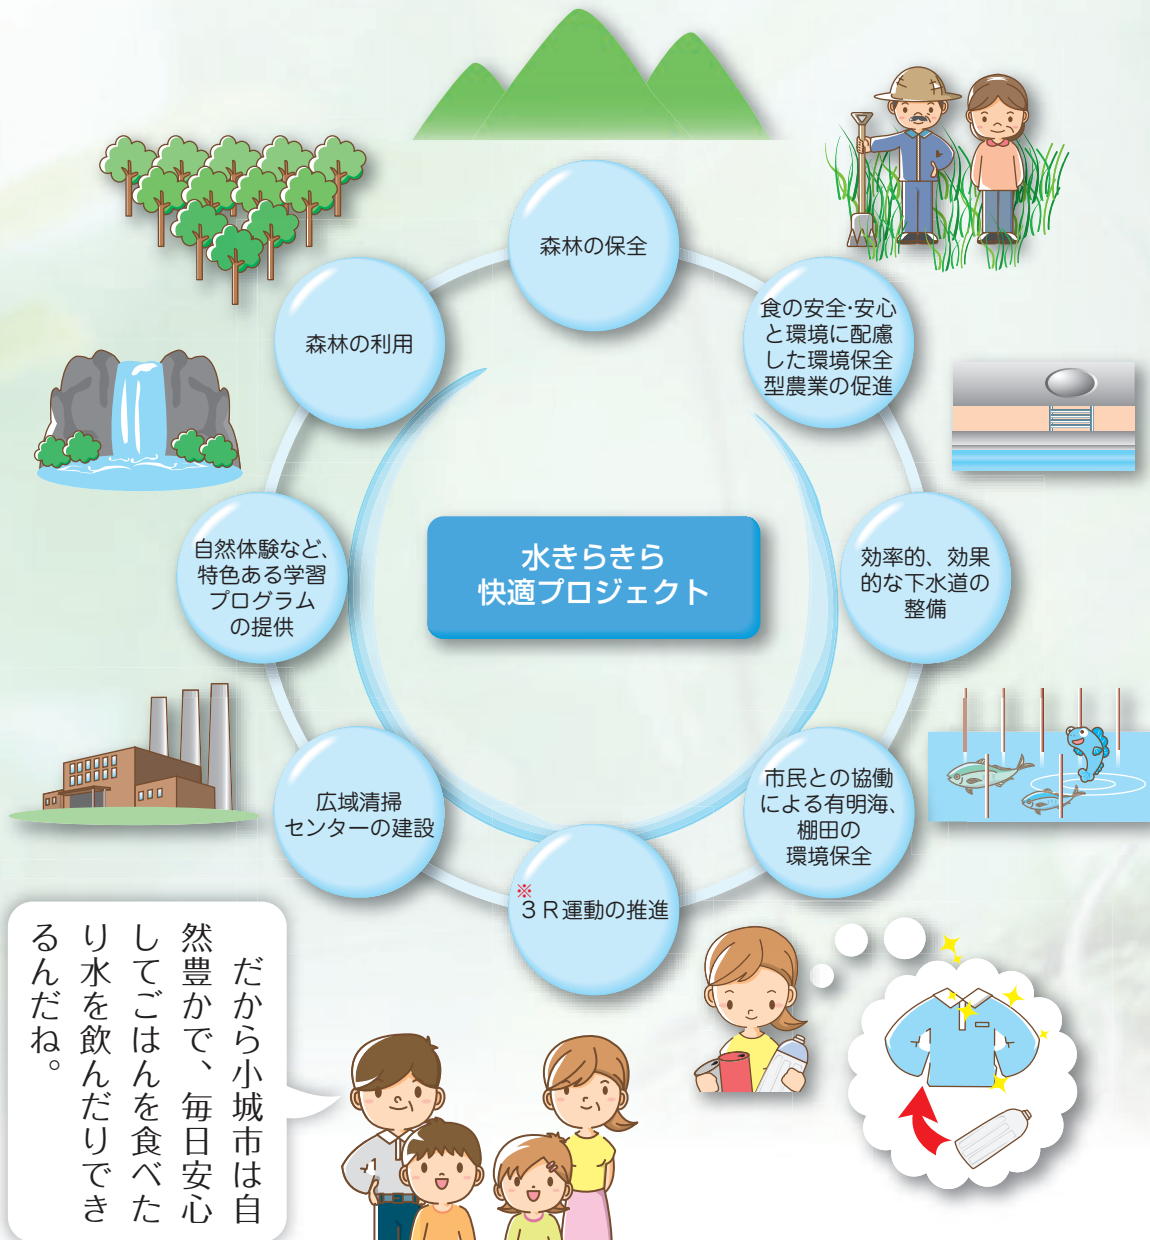 森林の保全
食の安全・安心
と環境に配慮
した環境保全
型農業の促進
効率的、効果
的な下水道の
整備
市民との協働
による有明海、
棚田の
環境保全
※
3R運動の推進
広域清掃
センターの建設
自然体験など、
特色ある学習
プログラム
の提供
森林の利用
水きらきら
快適プロジェクト
だから小城市は自
然豊かで、毎日安心
してごはんを食べた
り水を飲んだりでき
るんだね。